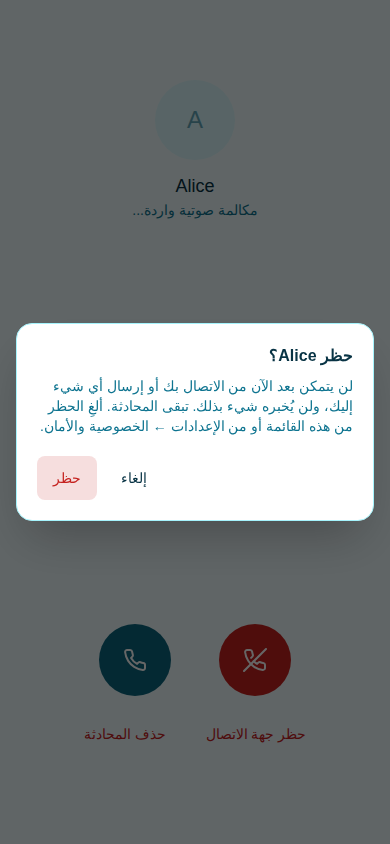 A
Alice
مكالمة صوتية واردة...
حظر Alice؟
لن يتمكن بعد الآن من الاتصال بك أو إرسال أي شيء
إليك، ولن يُخبره شيء بذلك. تبقى المحادثة. ألغِ الحظر
من هذه القائمة أو من الإعدادات ← الخصوصية والأمان.
إلغاء
حظر
حظر جهة الاتصال
حذف المحادثة